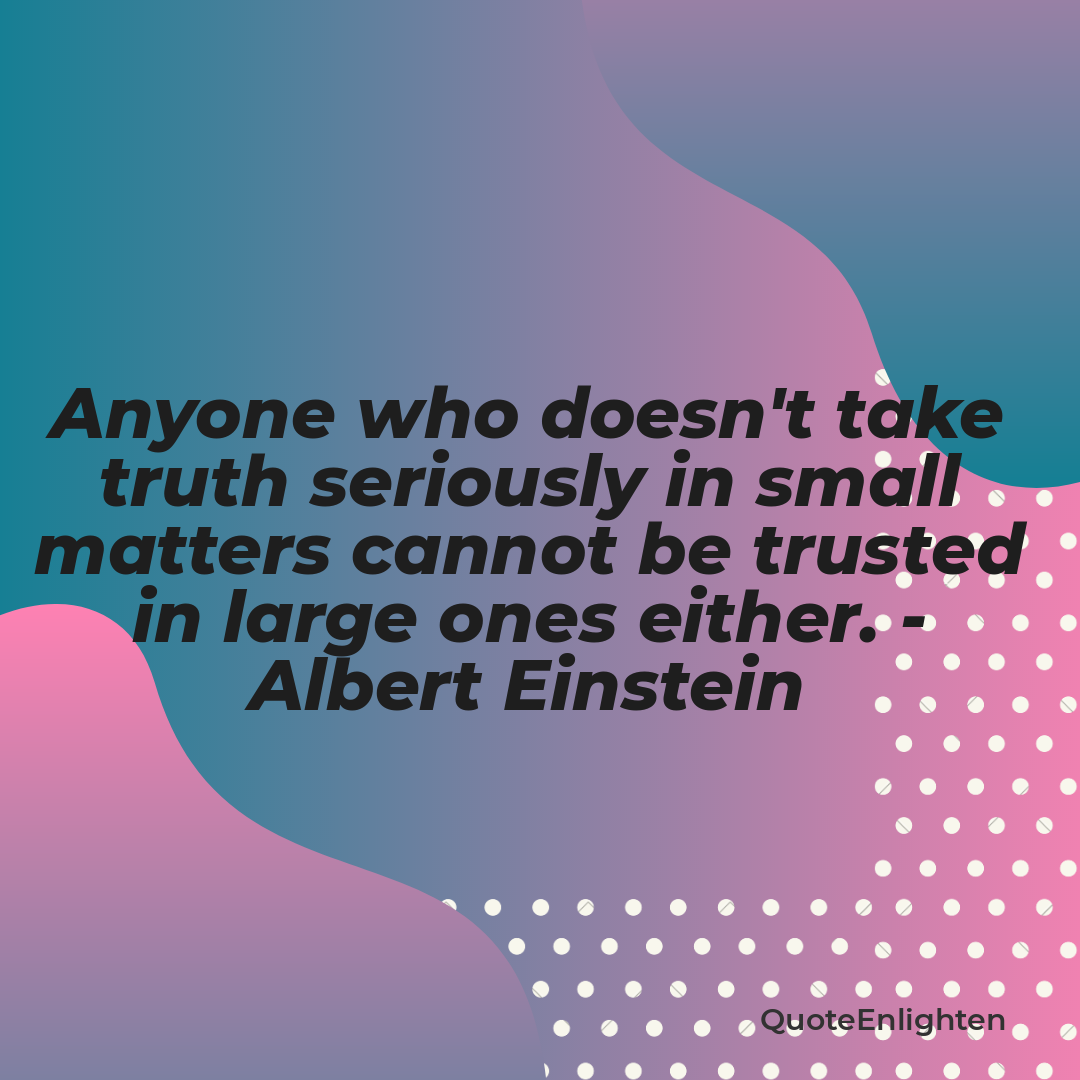 Anyone who doesn't take
truth seriously in small
matters cannot be trusted
in large ones either. -
Albert Einstein
QuoteEnlighten